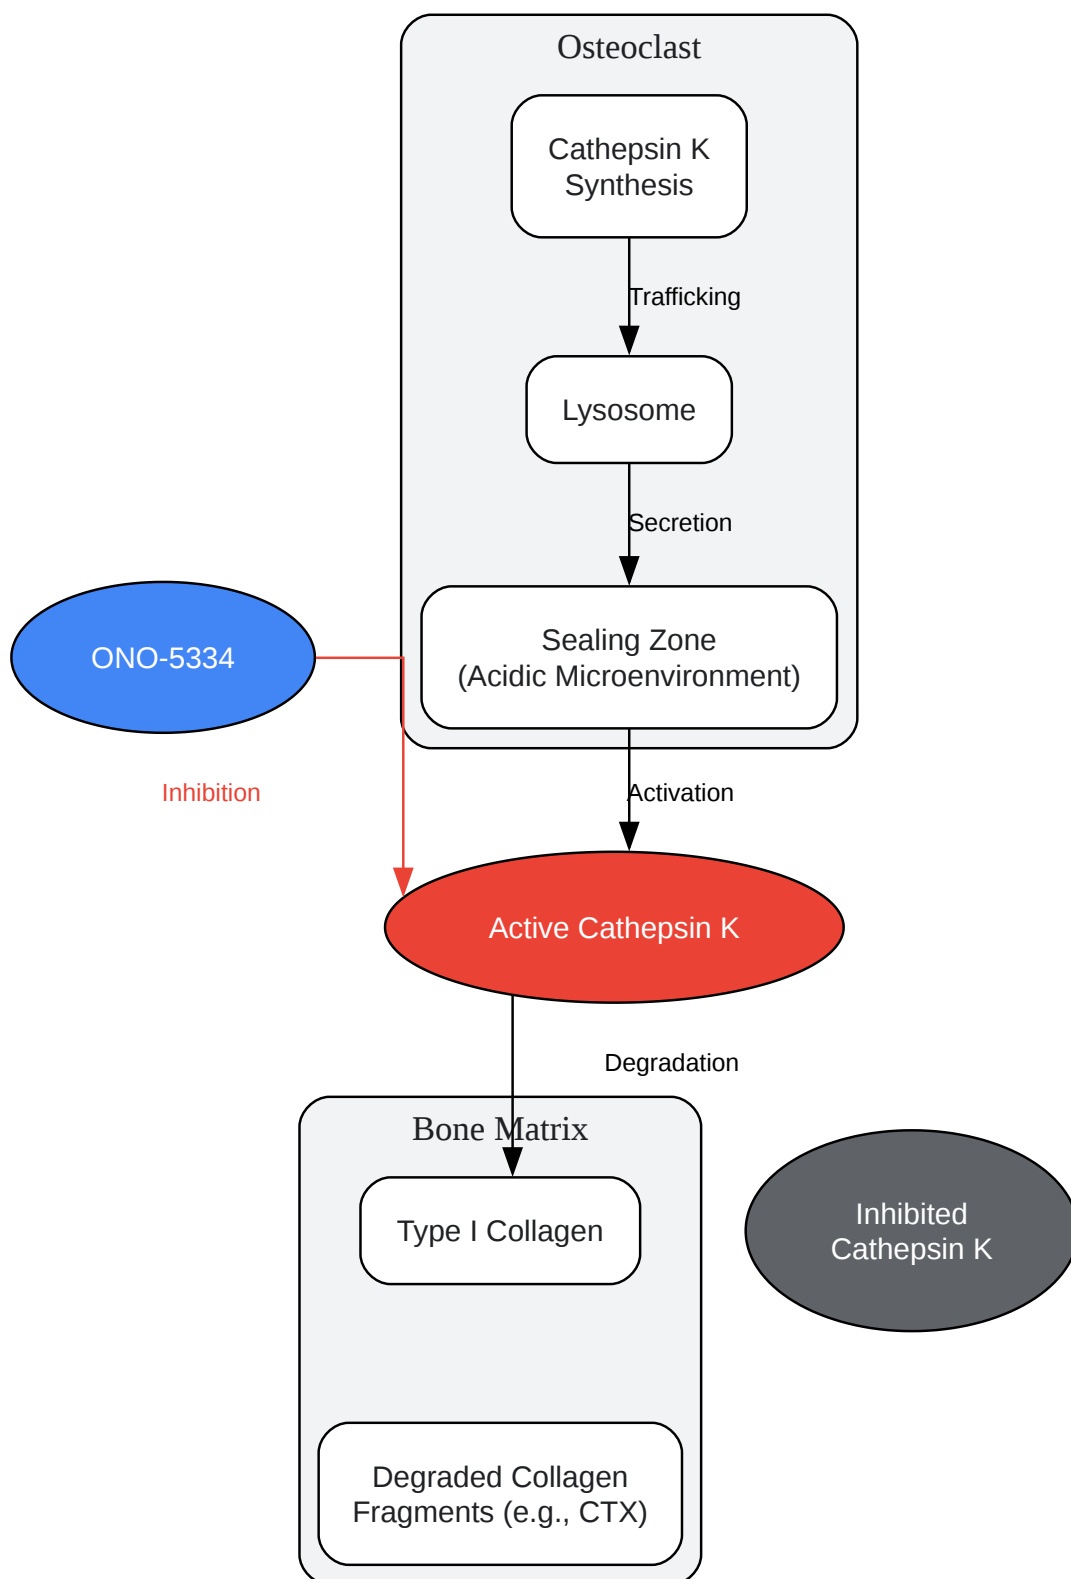 Osteoclast
Cathepsin K
Synthesis
Trafficking
Lysosome
Secretion
Sealing Zone
(Acidic Microenvironment)
ONO-5334
Inhibition
Activation
Active Cathepsin K
Degradation
Bone Matrix
Type I Collagen
Inhibited
Cathepsin K
Degraded Collagen
Fragments (e.g., CTX)